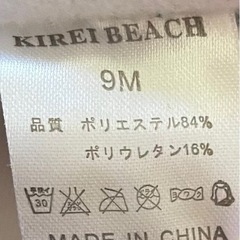 KIREI BEACH
9M
品質 ポリエステル84%
ポリウレタン16%
30
MADE IN CHINA